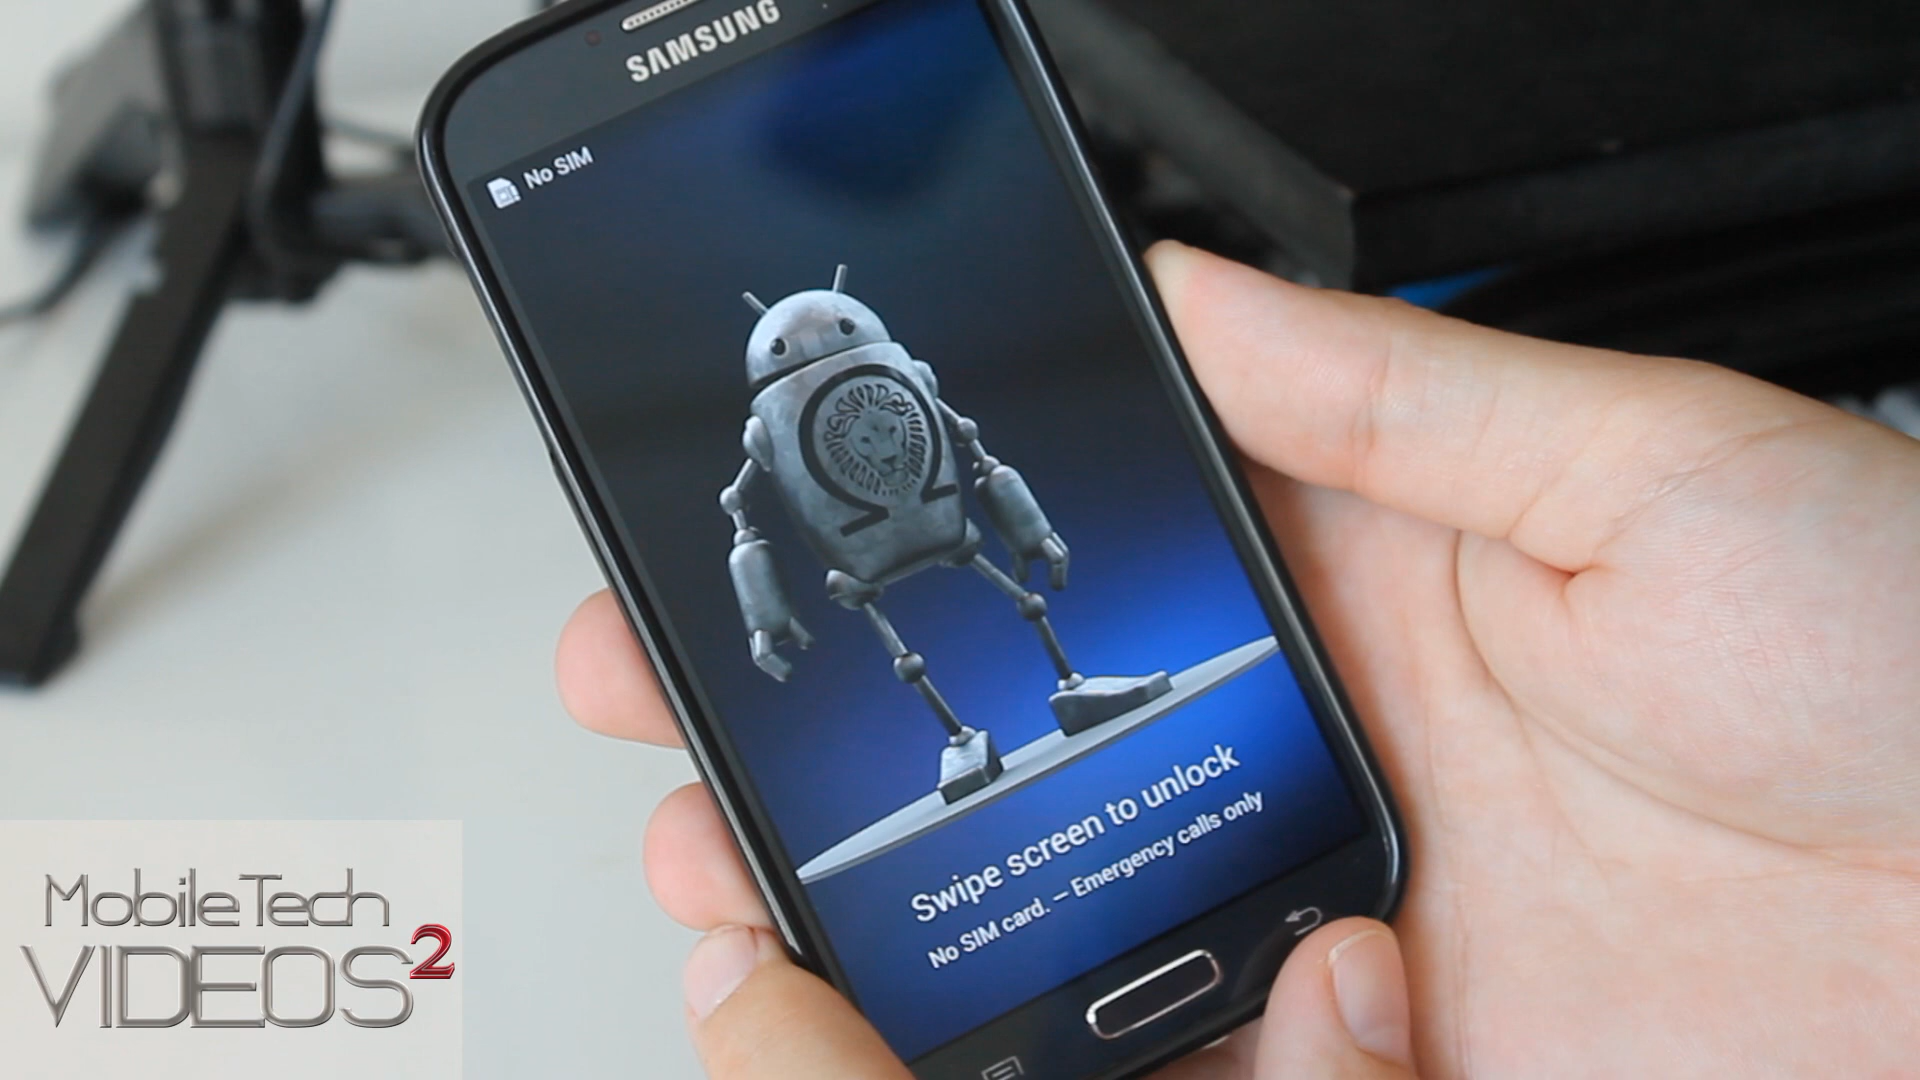 SAMSUNG
No SIM
Swipe screen to unlock
No SIM card. — Emergency calls only
MobileTech
VIDEOS²